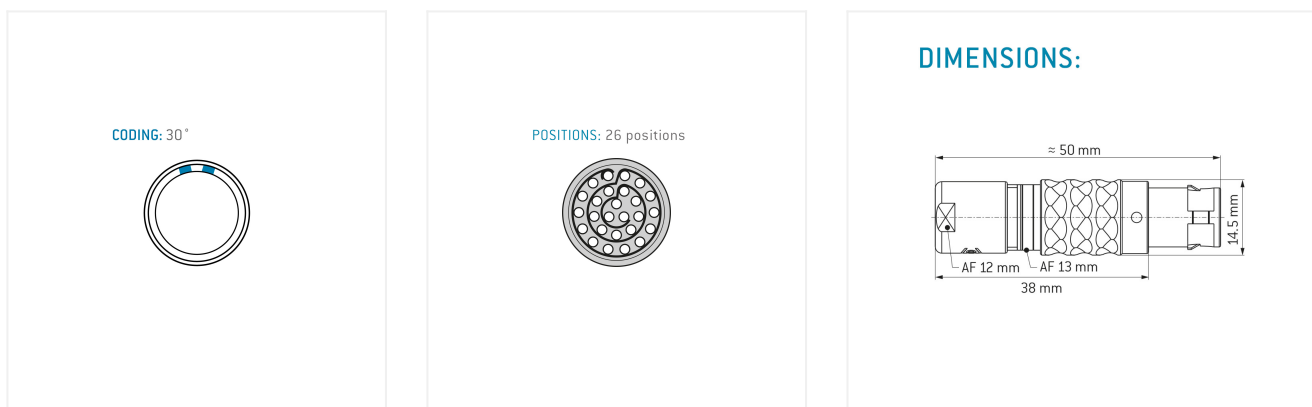 CODING: 30°
POSITIONS: 26 positions
DIMENSIONS:
≈ 50 mm
14.5 mm
AF 12 mm
AF 13 mm
38 mm